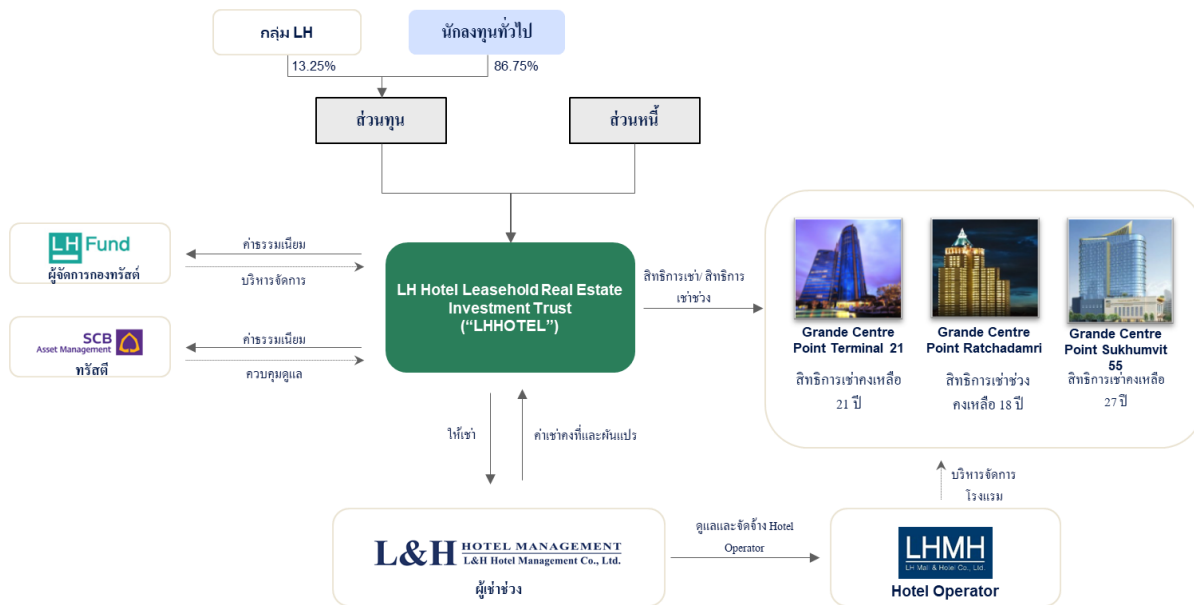 กลุ่ม LH
นักลงทุนทั่วไป
13.25%
86.75%
ส่วนทุน
ส่วนหนี้
LH Fund
ผู้จัดการกองทรัสต์
ค่าธรรมเนียม
บริหารจัดการ
SCB
Asset Management
ทรัสตี
ค่าธรรมเนียม
ควบคุมดูแล
LH Hotel Leasehold Real Estate
Investment Trust
(“LHHOTEL”)
สิทธิการเช่า/ สิทธิการ
เช่าช่วง
Grande Centre
Point Terminal 21
สิทธิการเช่าคงเหลือ
21 ปี
Grande Centre
Point Ratchadamri
สิทธิการเช่าช่วง
คงเหลือ 18 ปี
Grande Centre
Point Sukhumvit
55
สิทธิการเช่าคงเหลือ
27 ปี
ให้เช่า
ค่าเช่าคงที่และผันแปร
บริหารจัดการ
โรงแรม
L&H HOTEL MANAGEMENT
L&H Hotel Management Co., Ltd.
ผู้เช่าช่วง
ดูแลและจัดจ้าง Hotel
Operator
LHMH
LH Mall & Hotel Co., Ltd.
Hotel Operator